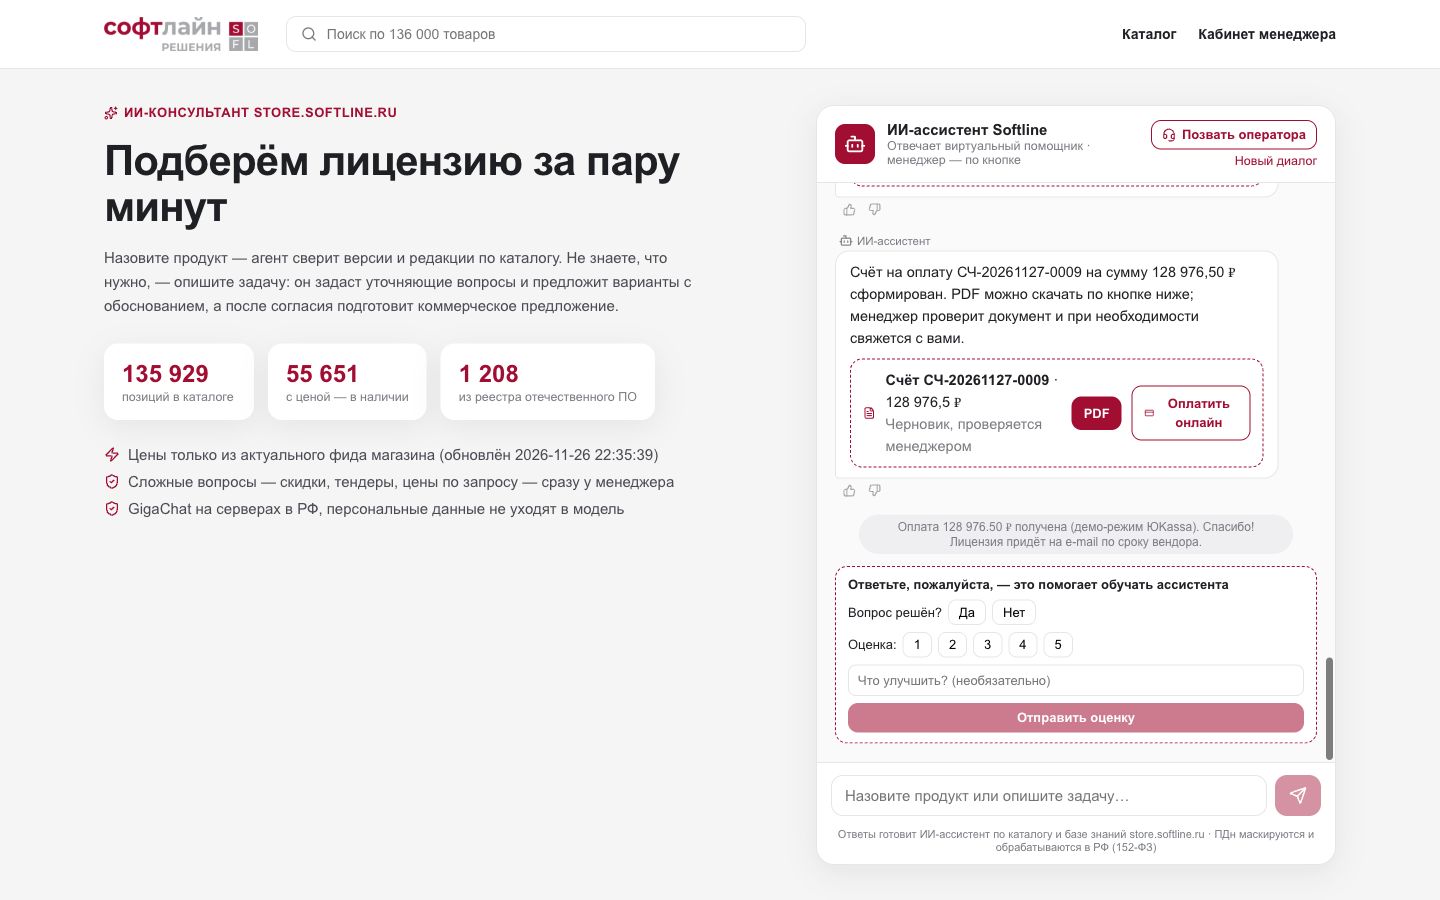 софтлайн
РЕШЕНИЯ
SO
FL
Поиск по 136 000 товаров
Каталог
Кабинет менеджера
ИИ-КОНСУЛЬТАНТ STORE.SOFTLINE.RU
Подберём лицензию за пару
минут
Назовите продукт — агент сверит версии и редакции по каталогу. Не знаете, что
нужно, — опишите задачу: он задаст уточняющие вопросы и предложит варианты с
обоснованием, а после согласия подготовит коммерческое предложение.
135 929
позиций в каталоге
55 651
с ценой — в наличии
1 208
из реестра отечественного ПО
Цены только из актуального фида магазина (обновлён 2026-11-26 22:35:39)
Сложные вопросы — скидки, тендеры, цены по запросу — сразу у менеджера
GigaChat на серверах в РФ, персональные данные не уходят в модель
ИИ-ассистент Softline
Отвечает виртуальный помощник ·
менеджер — по кнопке
Позвать оператора
Новый диалог
ИИ-ассистент
Счёт на оплату СЧ-20261127-0009 на сумму 128 976,50 ₽
сформирован. PDF можно скачать по кнопке ниже;
менеджер проверит документ и при необходимости
свяжется с вами.
Счёт СЧ-20261127-0009 ·
128 976,5 ₽
Черновик, проверяется
менеджером
PDF
Оплатить
онлайн
Оплата 128 976.50 ₽ получена (демо-режим ЮKassa). Спасибо!
Лицензия придёт на e-mail по сроку вендора.
Ответьте, пожалуйста, — это помогает обучать ассистента
Вопрос решён? Да Нет
Оценка: 1 2 3 4 5
Что улучшить? (необязательно)
Отправить оценку
Назовите продукт или опишите задачу…
Ответы готовит ИИ-ассистент по каталогу и базе знаний store.softline.ru · ПДн маскируются и
обрабатываются в РФ (152-ФЗ)